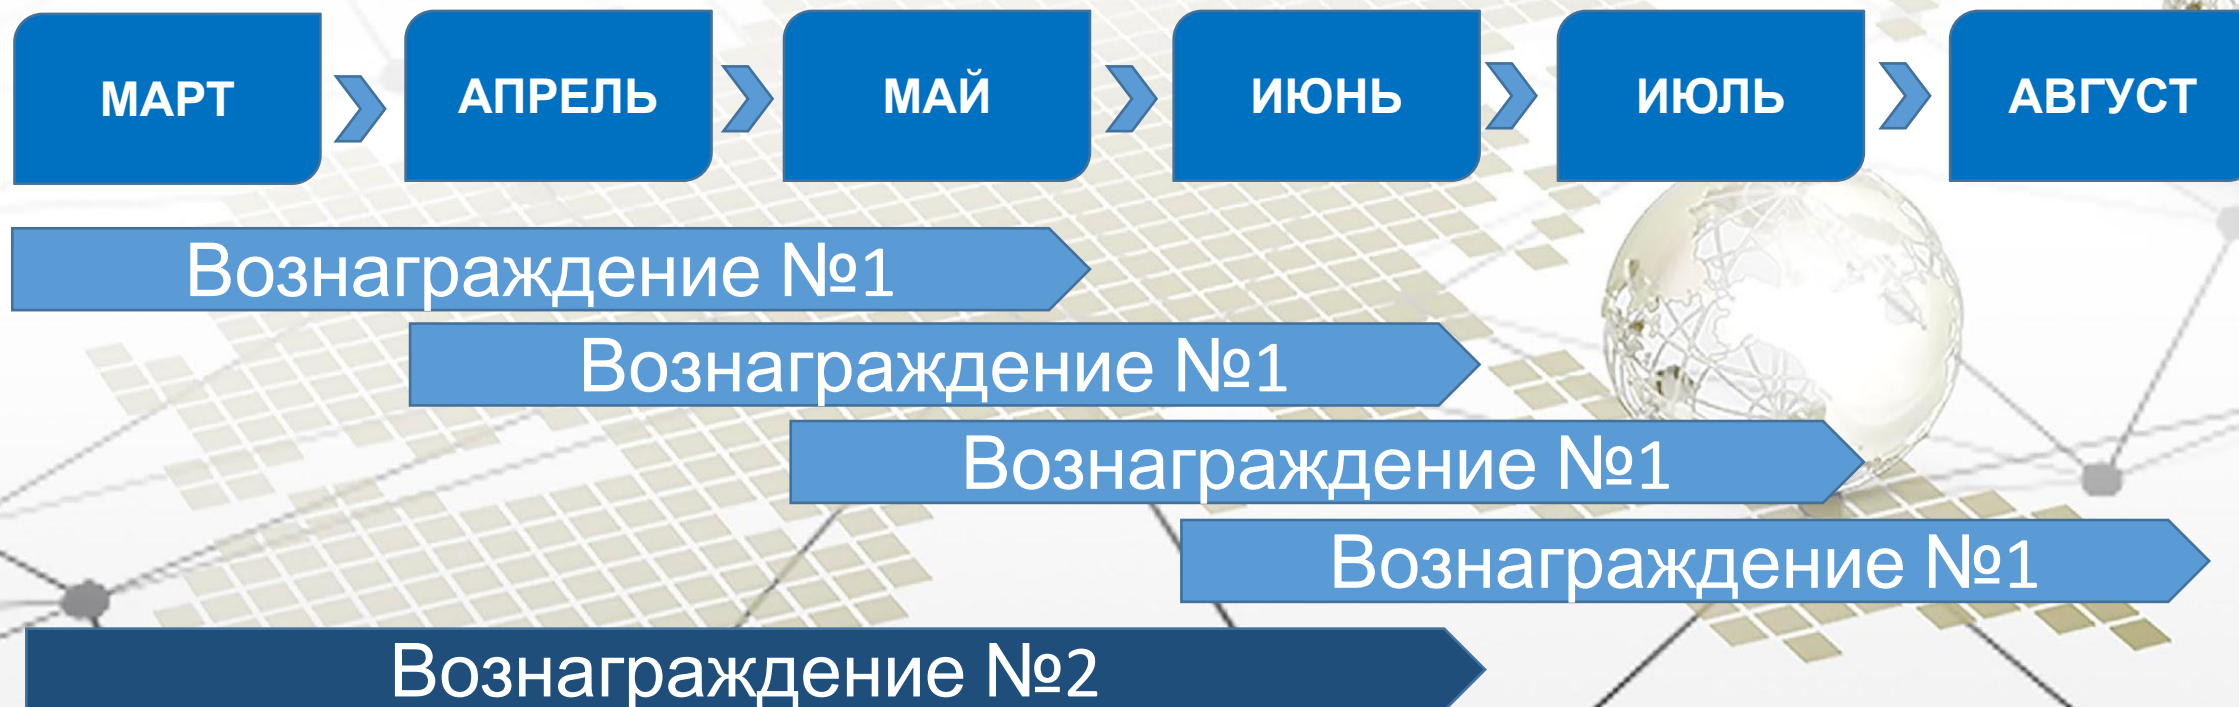 МАРТ АПРЕЛЬ МАЙ ИЮНЬ ИЮЛЬ АВГУСТ
Вознаграждение №1
Вознаграждение №1
Вознаграждение №1
Вознаграждение №1
Вознаграждение №2